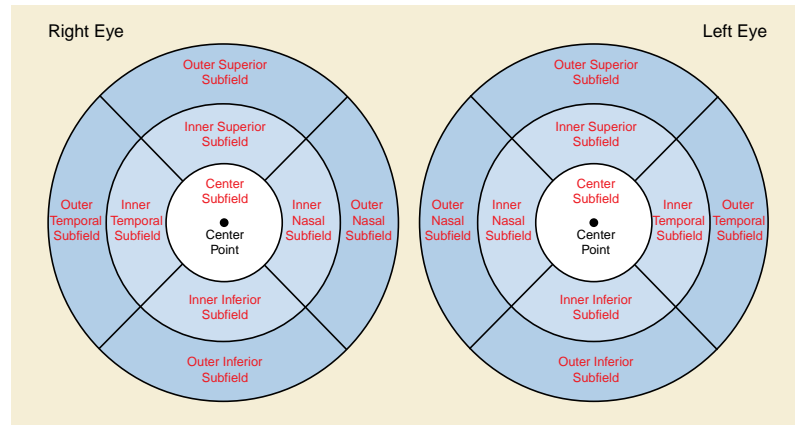 Right Eye
Left Eye
Outer Superior
Subfield
Inner Superior
Subfield
Center
Subfield
Outer
Temporal
Subfield
Inner
Temporal
Subfield
Center
Point
Inner
Nasal
Subfield
Outer
Nasal
Subfield
Inner Inferior
Subfield
Outer Inferior
Subfield
Outer Superior
Subfield
Inner Superior
Subfield
Center
Subfield
Outer
Nasal
Subfield
Inner
Nasal
Subfield
Center
Point
Inner
Temporal
Subfield
Outer
Temporal
Subfield
Inner Inferior
Subfield
Outer Inferior
Subfield